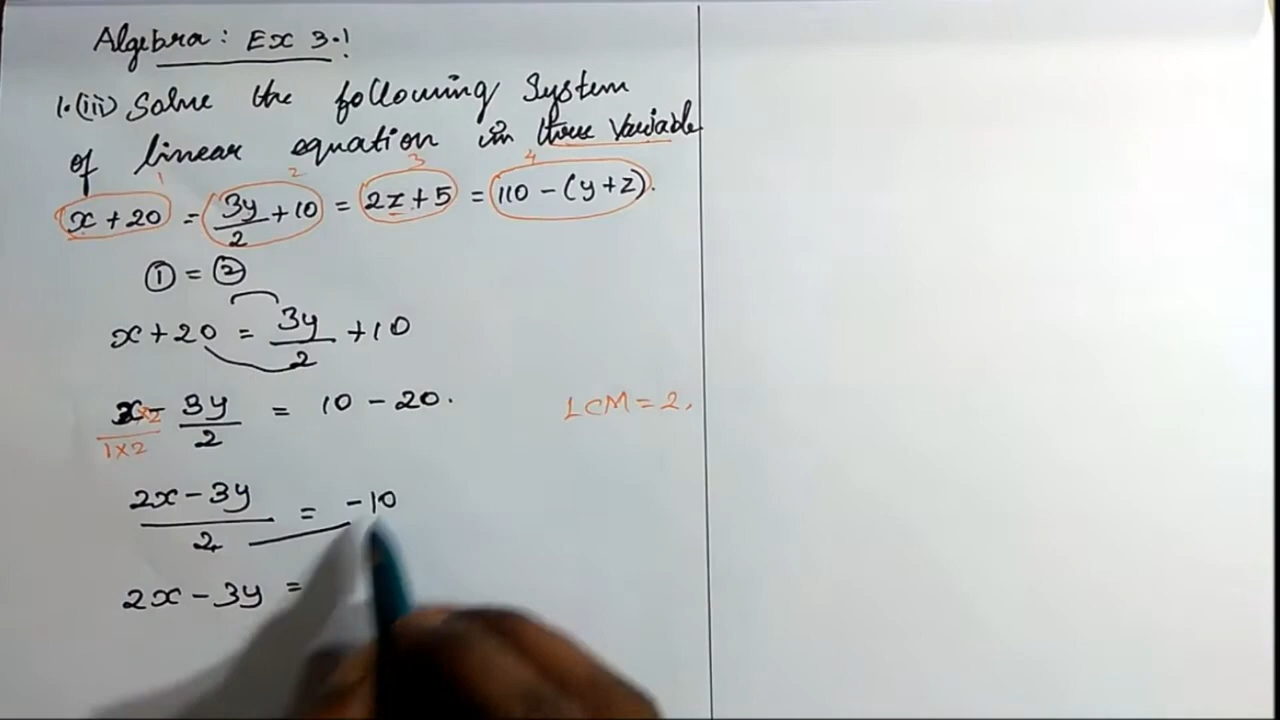 Algebra: Ex 3.1
1.(iii) Solve the following System
of linear equation in three Variable
1 2 3 4
x + 20 = 3y/2 + 10 = 2z + 5 = 110 - (y+z).
① = ②
x + 20 = 3y/2 + 10
x×2/1×2 - 3y/2 = 10 - 20.
LCM = 2,
2x - 3y/2 = -10
2x - 3y =